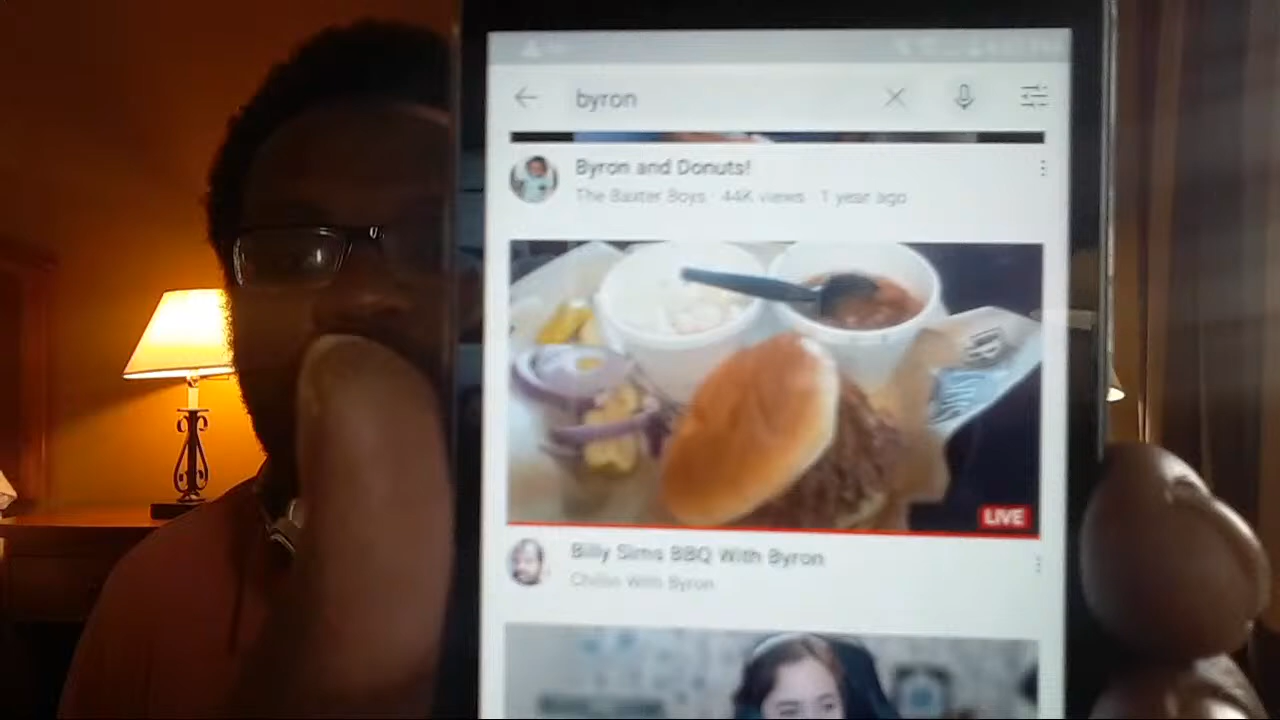 byron
Byron and Donuts!
The Baxter Boys · 44K views · 1 year ago
LIVE
Billy Sims BBQ With Byron
Chillin With Byron